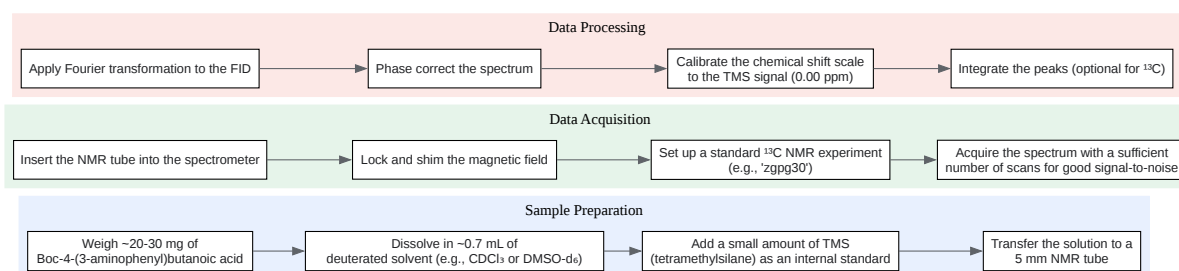 Data Processing
Apply Fourier transformation to the FID
Phase correct the spectrum
Calibrate the chemical shift scale
to the TMS signal (0.00 ppm)
Integrate the peaks (optional for ¹³C)
Data Acquisition
Insert the NMR tube into the spectrometer
Lock and shim the magnetic field
Set up a standard ¹³C NMR experiment
(e.g., 'zgpg30')
Acquire the spectrum with a sufficient
number of scans for good signal-to-noise
Sample Preparation
Weigh ~20-30 mg of
Boc-4-(3-aminophenyl)butanoic acid
Dissolve in ~0.7 mL of
deuterated solvent (e.g., CDCl₃ or DMSO-d₆)
Add a small amount of TMS
(tetramethylsilane) as an internal standard
Transfer the solution to a
5 mm NMR tube